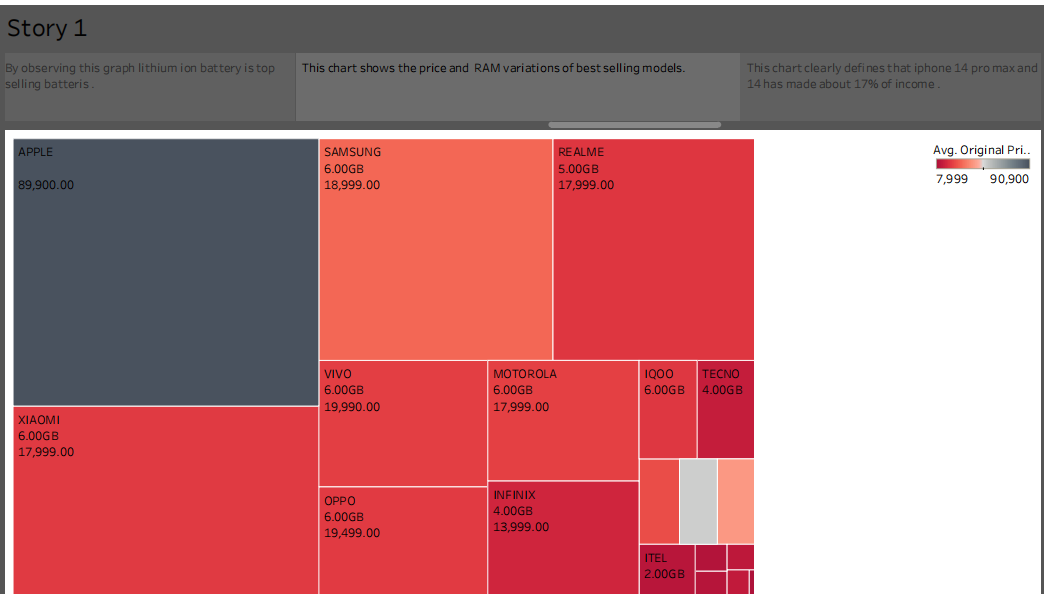 Story 1
By observing this graph lithium ion battery is top
selling batteris .
This chart shows the price and RAM variations of best selling models.
This chart clearly defines that iphone 14 pro max and
14 has made about 17% of income .
APPLE
89,900.00
SAMSUNG
6.00GB
18,999.00
REALME
5.00GB
17,999.00
Avg. Original Pri..
7,999 90,900
VIVO
6.00GB
19,990.00
MOTOROLA
6.00GB
17,999.00
IQOO
6.00GB
TECNO
4.00GB
XIAOMI
6.00GB
17,999.00
OPPO
6.00GB
19,499.00
INFINIX
4.00GB
13,999.00
ITEL
2.00GB